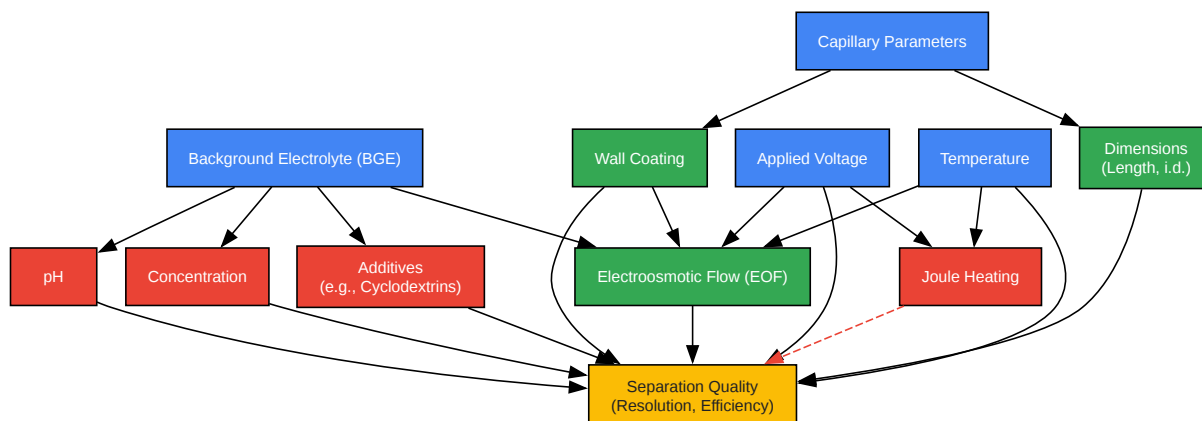 Capillary Parameters
Background Electrolyte (BGE)
Wall Coating
Applied Voltage
Temperature
Dimensions
(Length, i.d.)
pH
Concentration
Additives
(e.g., Cyclodextrins)
Electroosmotic Flow (EOF)
Joule Heating
Separation Quality
(Resolution, Efficiency)